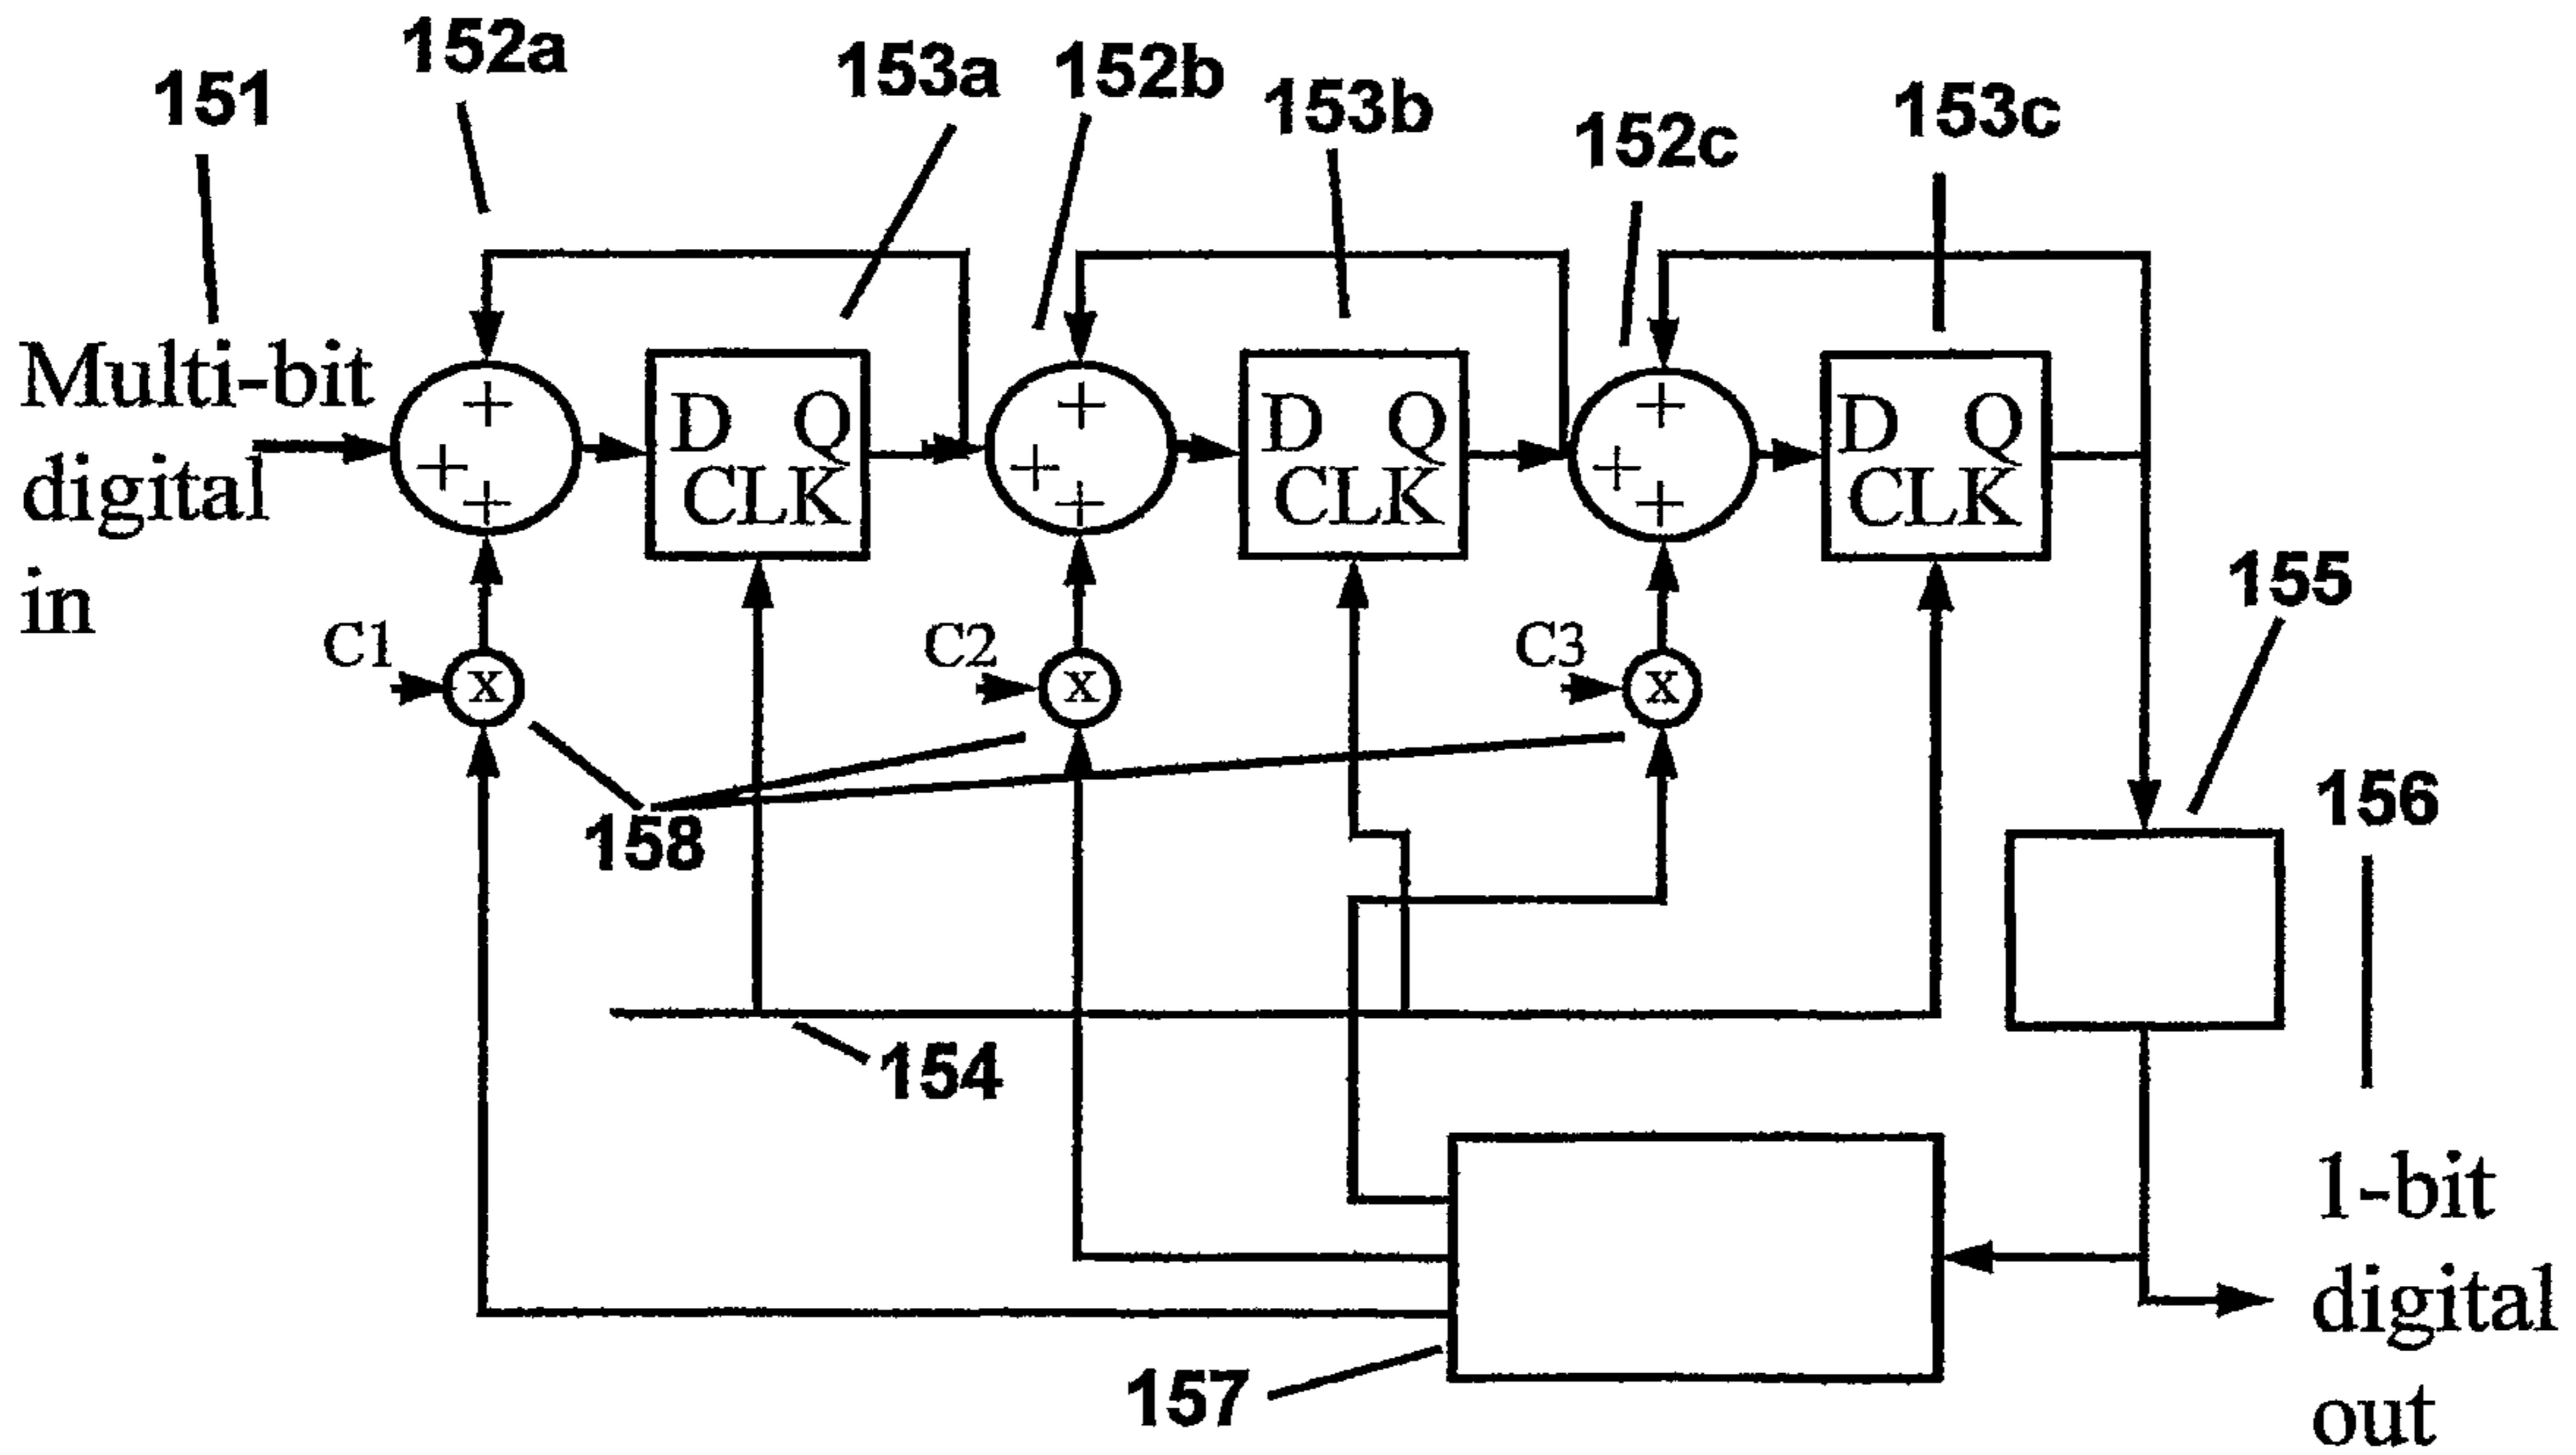 152a
153a
152b
151
153b
153c
152c
Multi-bit
digital
in
+
+
+
D Q
CLK
+
+
+
D Q
CLK
+
+
+
D Q
CLK
155
C1
x
C2
x
C3
x
156
158
154
1-bit
digital
out
157